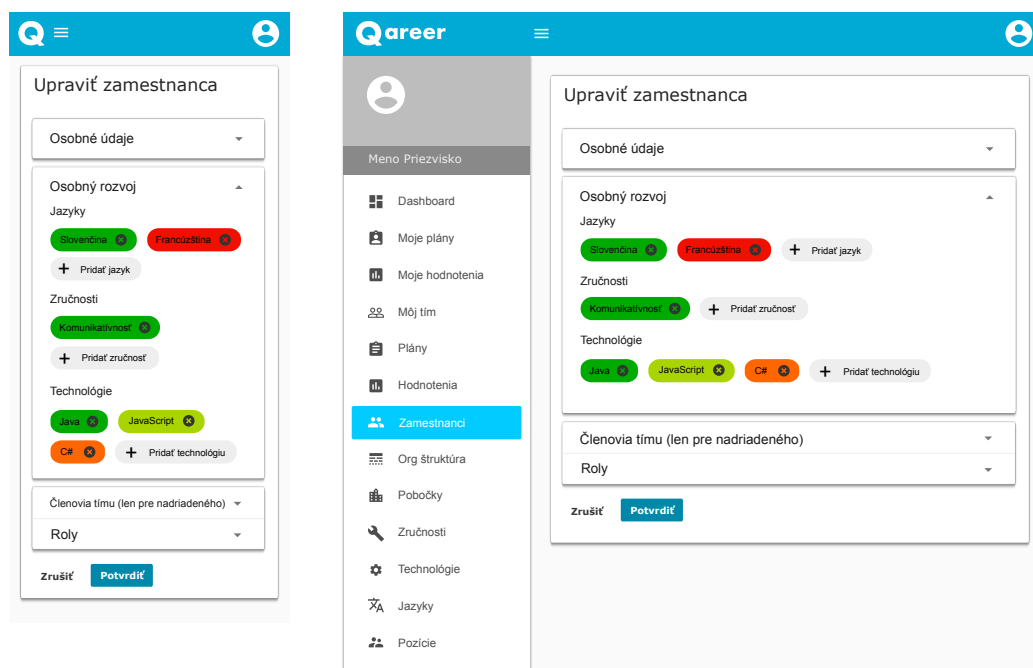 Q
Upraviť zamestnanca
Osobné údaje
Osobný rozvoj
Jazyky
Slovenčina Francúzština
Pridať jazyk
Zručnosti
Komunikatívnosť
Pridať zručnosť
Technológie
Java JavaScript
C# Pridať technológiu
Členovia tímu (len pre nadriadeného)
Roly
Zrušiť Potvrdiť
Qareer
Meno Priezvisko
Dashboard
Moje plány
Moje hodnotenia
Môj tím
Plány
Hodnotenia
Zamestnanci
Org štruktúra
Pobočky
Zručnosti
Technológie
Jazyky
Pozície
Upraviť zamestnanca
Osobné údaje
Osobný rozvoj
Jazyky
Slovenčina Francúzština Pridať jazyk
Zručnosti
Komunikatívnosť Pridať zručnosť
Technológie
Java JavaScript C# Pridať technológiu
Členovia tímu (len pre nadriadeného)
Roly
Zrušiť Potvrdiť